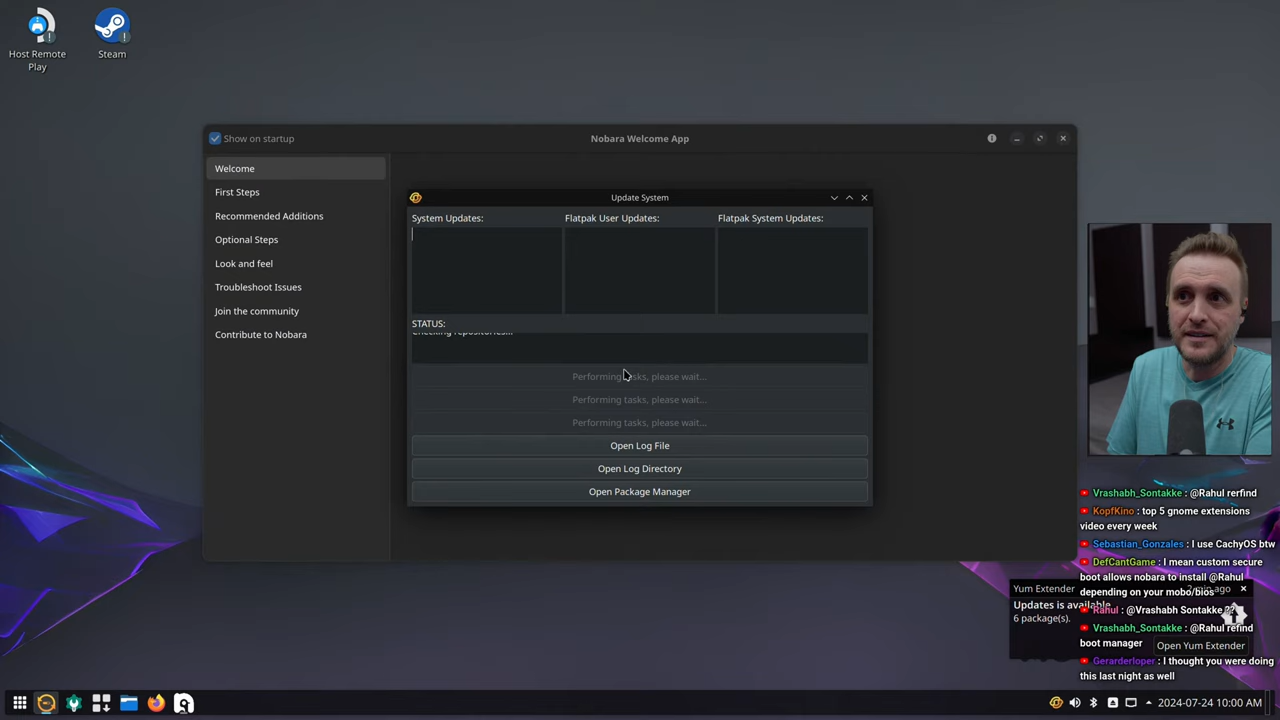 Host Remote
Play
Steam
Show on startup
Nobara Welcome App
Welcome
First Steps
Recommended Additions
Optional Steps
Look and feel
Troubleshoot Issues
Join the community
Contribute to Nobara
Update System
System Updates:
Flatpak User Updates:
Flatpak System Updates:
STATUS:
Checking repositories...
Performing tasks, please wait...
Performing tasks, please wait...
Performing tasks, please wait...
Open Log File
Open Log Directory
Open Package Manager
Vrashabh_Sontakke : @Rahul rerfind
KopfKino : top 5 gnome extensions
video every week
Sebastian_Gonzales : I use CachyOS btw
DefCantGame : I mean custom secure
boot allows nobara to install @Rahul
depending on your mobo/bios
Rahul : @Vrashabh Sontakke ??
Vrashabh_Sontakke : @Rahul refind
boot manager
Gerarderloper : I thought you were doing
this last night as well
Yum Extender
min ago
Updates is available
6 package(s).
Open Yum Extender
2024-07-24 10:00 AM